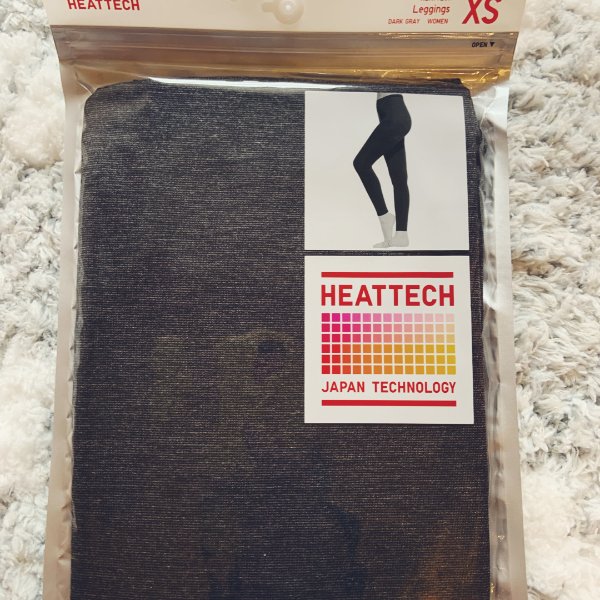 HEATTECH
Leggings
XS
DARK GRAY WOMEN
OPEN ▼
HEATTECH
JAPAN TECHNOLOGY